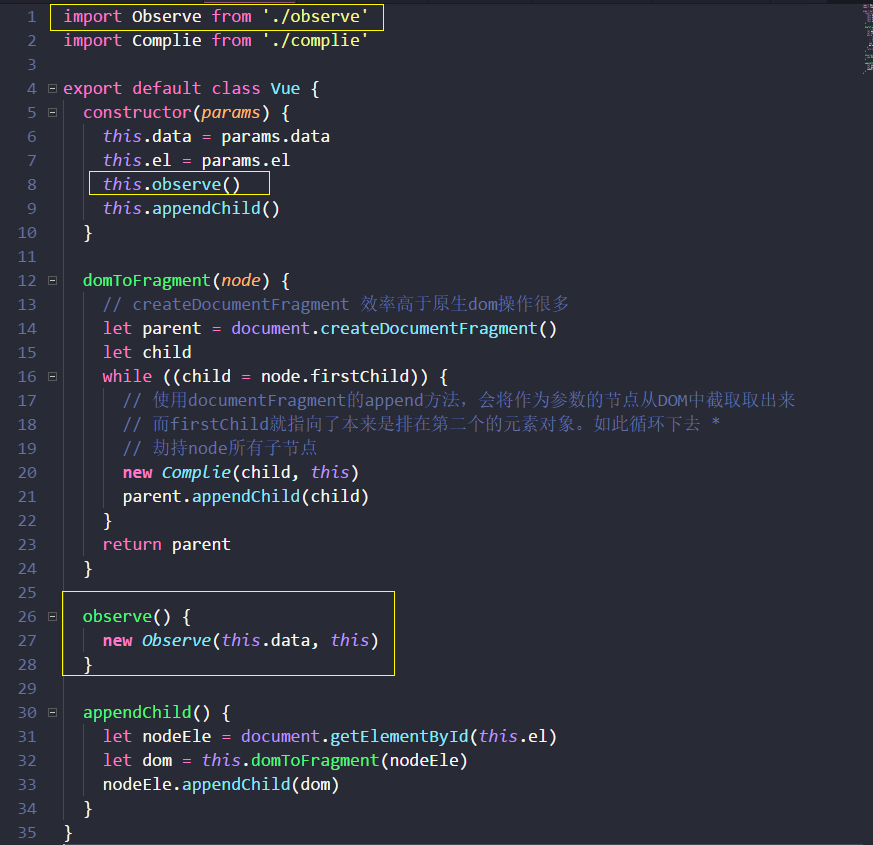 1 import Observe from './observe'
2 import Complie from './complie'
3
4 export default class Vue {
5 constructor(params) {
6 this.data = params.data
7 this.el = params.el
8 this.observe()
9 this.appendChild()
10 }
11
12 domToFragment(node) {
13 // createDocumentFragment 效率高于原生dom操作很多
14 let parent = document.createDocumentFragment()
15 let child
16 while ((child = node.firstChild)) {
17 // 使用documentFragment的append方法，会将作为参数的节点从DOM中截取取出来
18 // 而firstChild就指向了本来是排在第二个的元素对象。如此循环下去 *
19 // 劫持node所有子节点
20 new Complie(child, this)
21 parent.appendChild(child)
22 }
23 return parent
24 }
25
26 observe() {
27 new Observe(this.data, this)
28 }
29
30 appendChild() {
31 let nodeEle = document.getElementById(this.el)
32 let dom = this.domToFragment(nodeEle)
33 nodeEle.appendChild(dom)
34 }
35 }